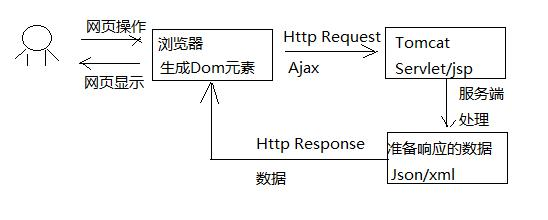 网页操作
网页显示
浏览器
生成Dom元素
Http Request
Ajax
Tomcat
Servlet/jsp
服务端
处理
准备响应的数据
Json/xml
Http Response
数据